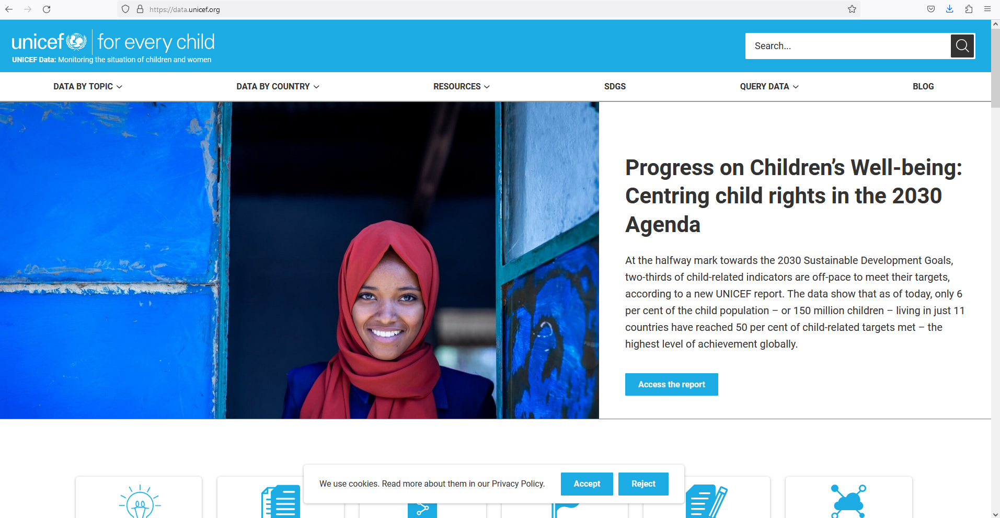 https://data.unicef.org
unicef for every child
UNICEF Data: Monitoring the situation of children and women
Search...
DATA BY TOPIC
DATA BY COUNTRY
RESOURCES
SDGS
QUERY DATA
BLOG
Progress on Children’s Well-being:
Centring child rights in the 2030
Agenda
At the halfway mark towards the 2030 Sustainable Development Goals,
two-thirds of child-related indicators are off-pace to meet their targets,
according to a new UNICEF report. The data show that as of today, only 6
per cent of the child population – or 150 million children – living in just 11
countries have reached 50 per cent of child-related targets met – the
highest level of achievement globally.
Access the report
We use cookies. Read more about them in our Privacy Policy.
Accept
Reject